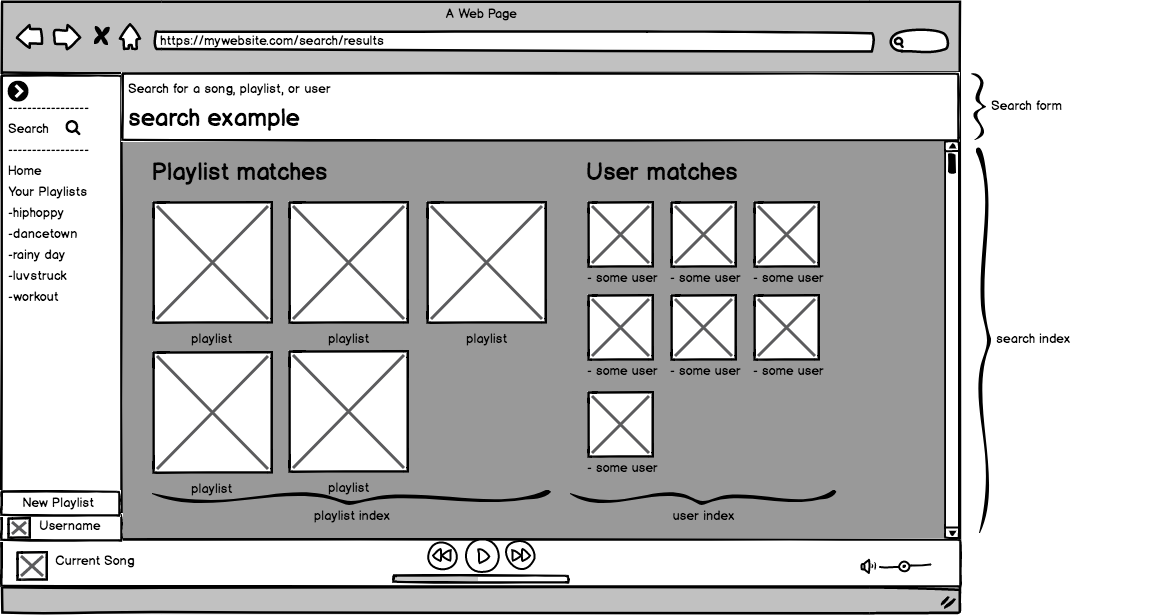 A Web Page
https://mywebsite.com/search/results
Search for a song, playlist, or user
search example
Search form
Search
Home
Your Playlists
-hiphoppy
-dancetown
-rainy day
-luvstruck
-workout
New Playlist
Username
Playlist matches
playlist
playlist
playlist
playlist
playlist
playlist index
User matches
- some user
- some user
- some user
- some user
- some user
- some user
- some user
user index
search index
Current Song